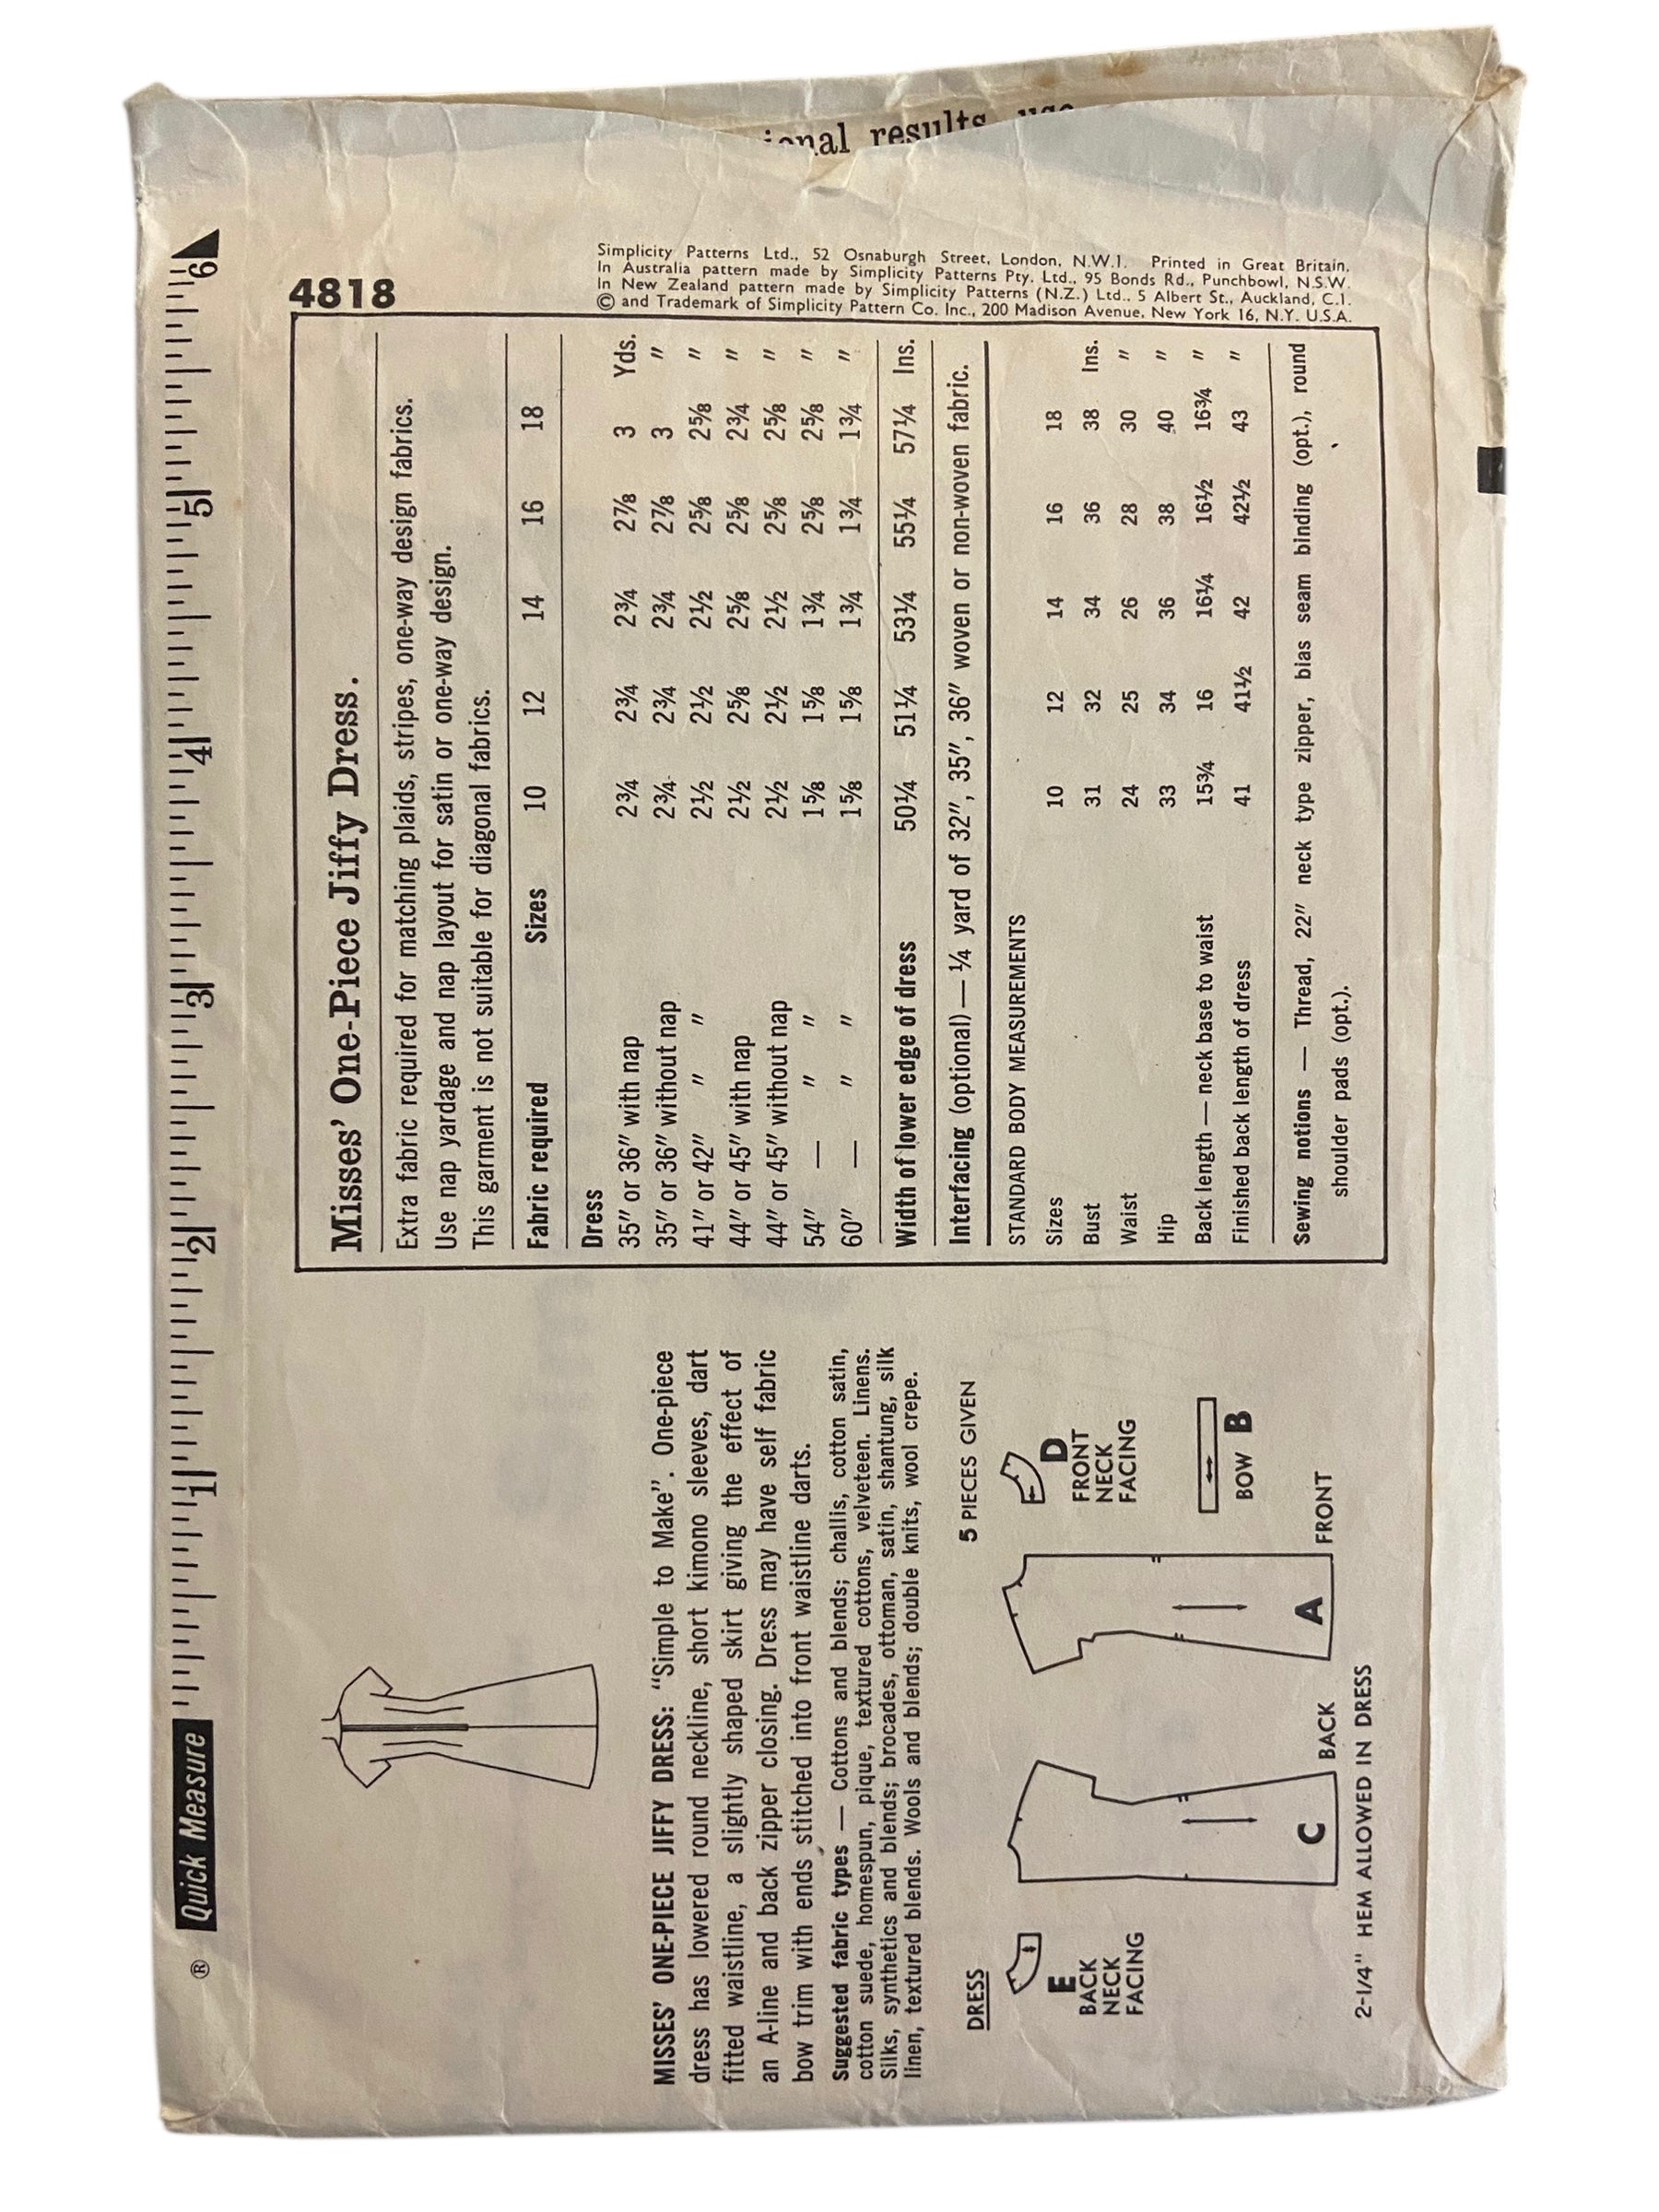 ional results
® Quick Measure 1 2 3 4 5 6
MISSES' ONE-PIECE JIFFY DRESS: "Simple to Make". One-piece
dress has lowered round neckline, short kimono sleeves, dart
fitted waistline, a slightly shaped skirt giving the effect of
an A-line and back zipper closing. Dress may have self fabric
bow trim with ends stitched into front waistline darts.
Suggested fabric types — Cottons and blends; challis, cotton satin,
cotton suede, homespun, pique, textured cottons, velveteen. Linens.
Silks, synthetics and blends; brocades, ottoman, satin, shantung, silk
linen, textured blends. Wools and blends; double knits, wool crepe.
DRESS
5 PIECES GIVEN
E
BACK
NECK
FACING
C
BACK
A
FRONT
D
FRONT
NECK
FACING
BOW B
2-1/4" HEM ALLOWED IN DRESS
4818
Misses' One-Piece Jiffy Dress.
Extra fabric required for matching plaids, stripes, one-way design fabrics.
Use nap yardage and nap layout for satin or one-way design.
This garment is not suitable for diagonal fabrics.
Fabric required Sizes 10 12 14 16 18
Dress
35" or 36" with nap 2¾ 2¾ 2¾ 2⅞ 3 Yds.
35" or 36" without nap 2¾ 2¾ 2¾ 2⅞ 3 "
41" or 42" " " 2½ 2½ 2½ 2⅝ 2⅝ "
44" or 45" with nap 2½ 2⅝ 2⅝ 2⅝ 2¾ "
44" or 45" without nap 2½ 2½ 2½ 2⅝ 2⅝ "
54" — " " 1⅝ 1⅝ 1¾ 2⅝ 2⅝ "
60" — " " 1⅝ 1⅝ 1¾ 1¾ 1¾ "
Width of lower edge of dress 50¼ 51¼ 53¼ 55¼ 57¼ Ins.
Interfacing (optional) — ¼ yard of 32", 35", 36" woven or non-woven fabric.
STANDARD BODY MEASUREMENTS
Sizes 10 12 14 16 18
Bust 31 32 34 36 38 Ins.
Waist 24 25 26 28 30 "
Hip 33 34 36 38 40 "
Back length — neck base to waist 15¾ 16 16¼ 16½ 16¾ "
Finished back length of dress 41 41½ 42 42½ 43 "
Sewing notions — Thread, 22" neck type zipper, bias seam binding (opt.), round
shoulder pads (opt.).
Simplicity Patterns Ltd., 52 Osnaburgh Street, London, N.W.1. Printed in Great Britain.
In Australia pattern made by Simplicity Patterns Pty. Ltd., 95 Bonds Rd., Punchbowl, N.S.W.
In New Zealand pattern made by Simplicity Patterns (N.Z.) Ltd., 5 Albert St., Auckland, C.1.
© and Trademark of Simplicity Pattern Co. Inc., 200 Madison Avenue, New York 16, N.Y. U.S.A.